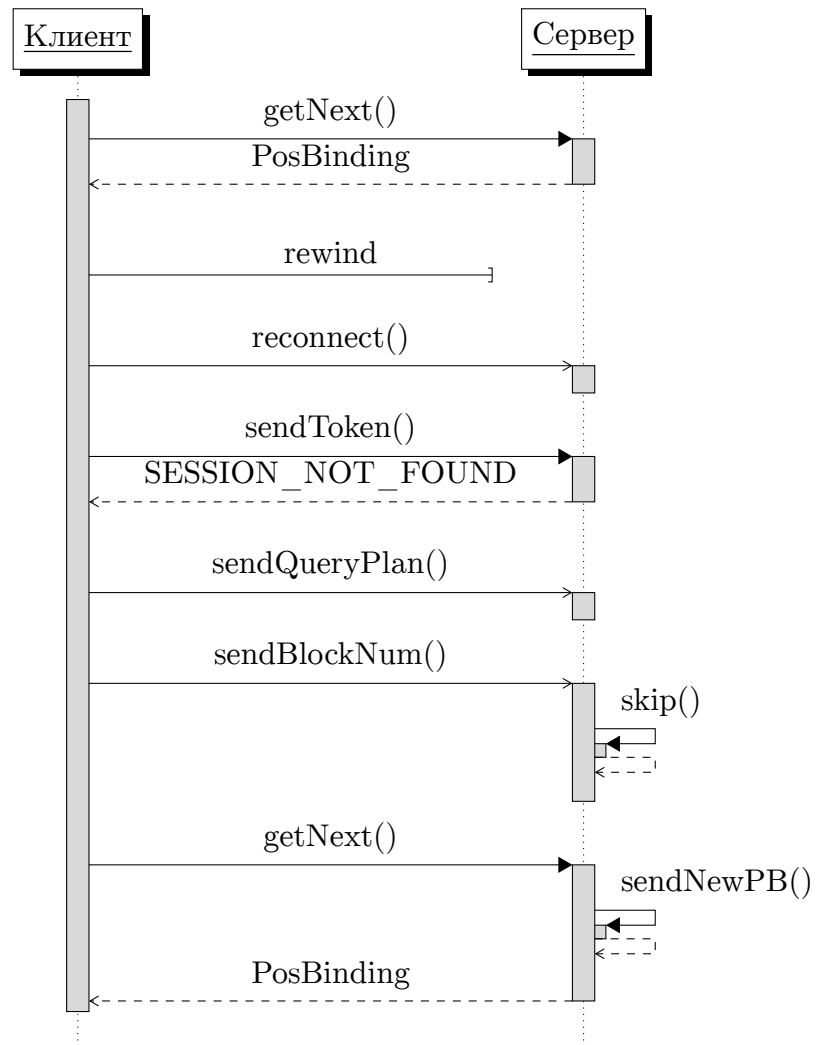 Клиент
Сервер
getNext()
PosBinding
rewind
reconnect()
sendToken()
SESSION_NOT_FOUND
sendQueryPlan()
sendBlockNum()
skip()
getNext()
sendNewPB()
PosBinding